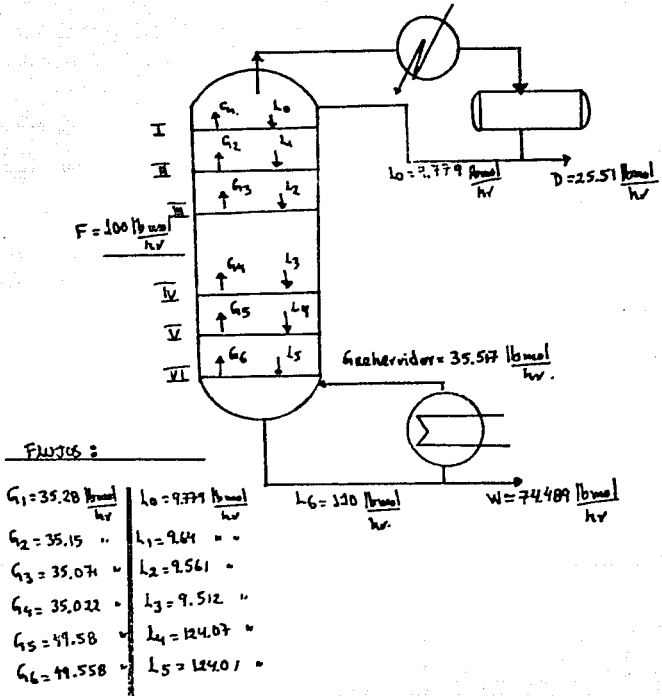 G1. L0
I
G2 L1
II
G3 L2
III
F = 100 lbmol/hr
G4 L3
IV
G5 L4
V
G6 L5
VI
L0 = 9.779 lbmol/hr
D = 25.51 lbmol/hr
Grehervidor = 35.517 lbmol/hr.
L6 = 110 lbmol/hr.
W = 74.489 lbmol/hr
FLUJOS :
G1 = 35.28 lbmol/hr L0 = 9.779 lbmol/hr
G2 = 35.15 " L1 = 9.64 " "
G3 = 35.071 " L2 = 9.561 "
G4 = 35.022 " L3 = 9.512 "
G5 = 49.58 " L4 = 124.07 "
G6 = 49.558 " L5 = 124.01 "